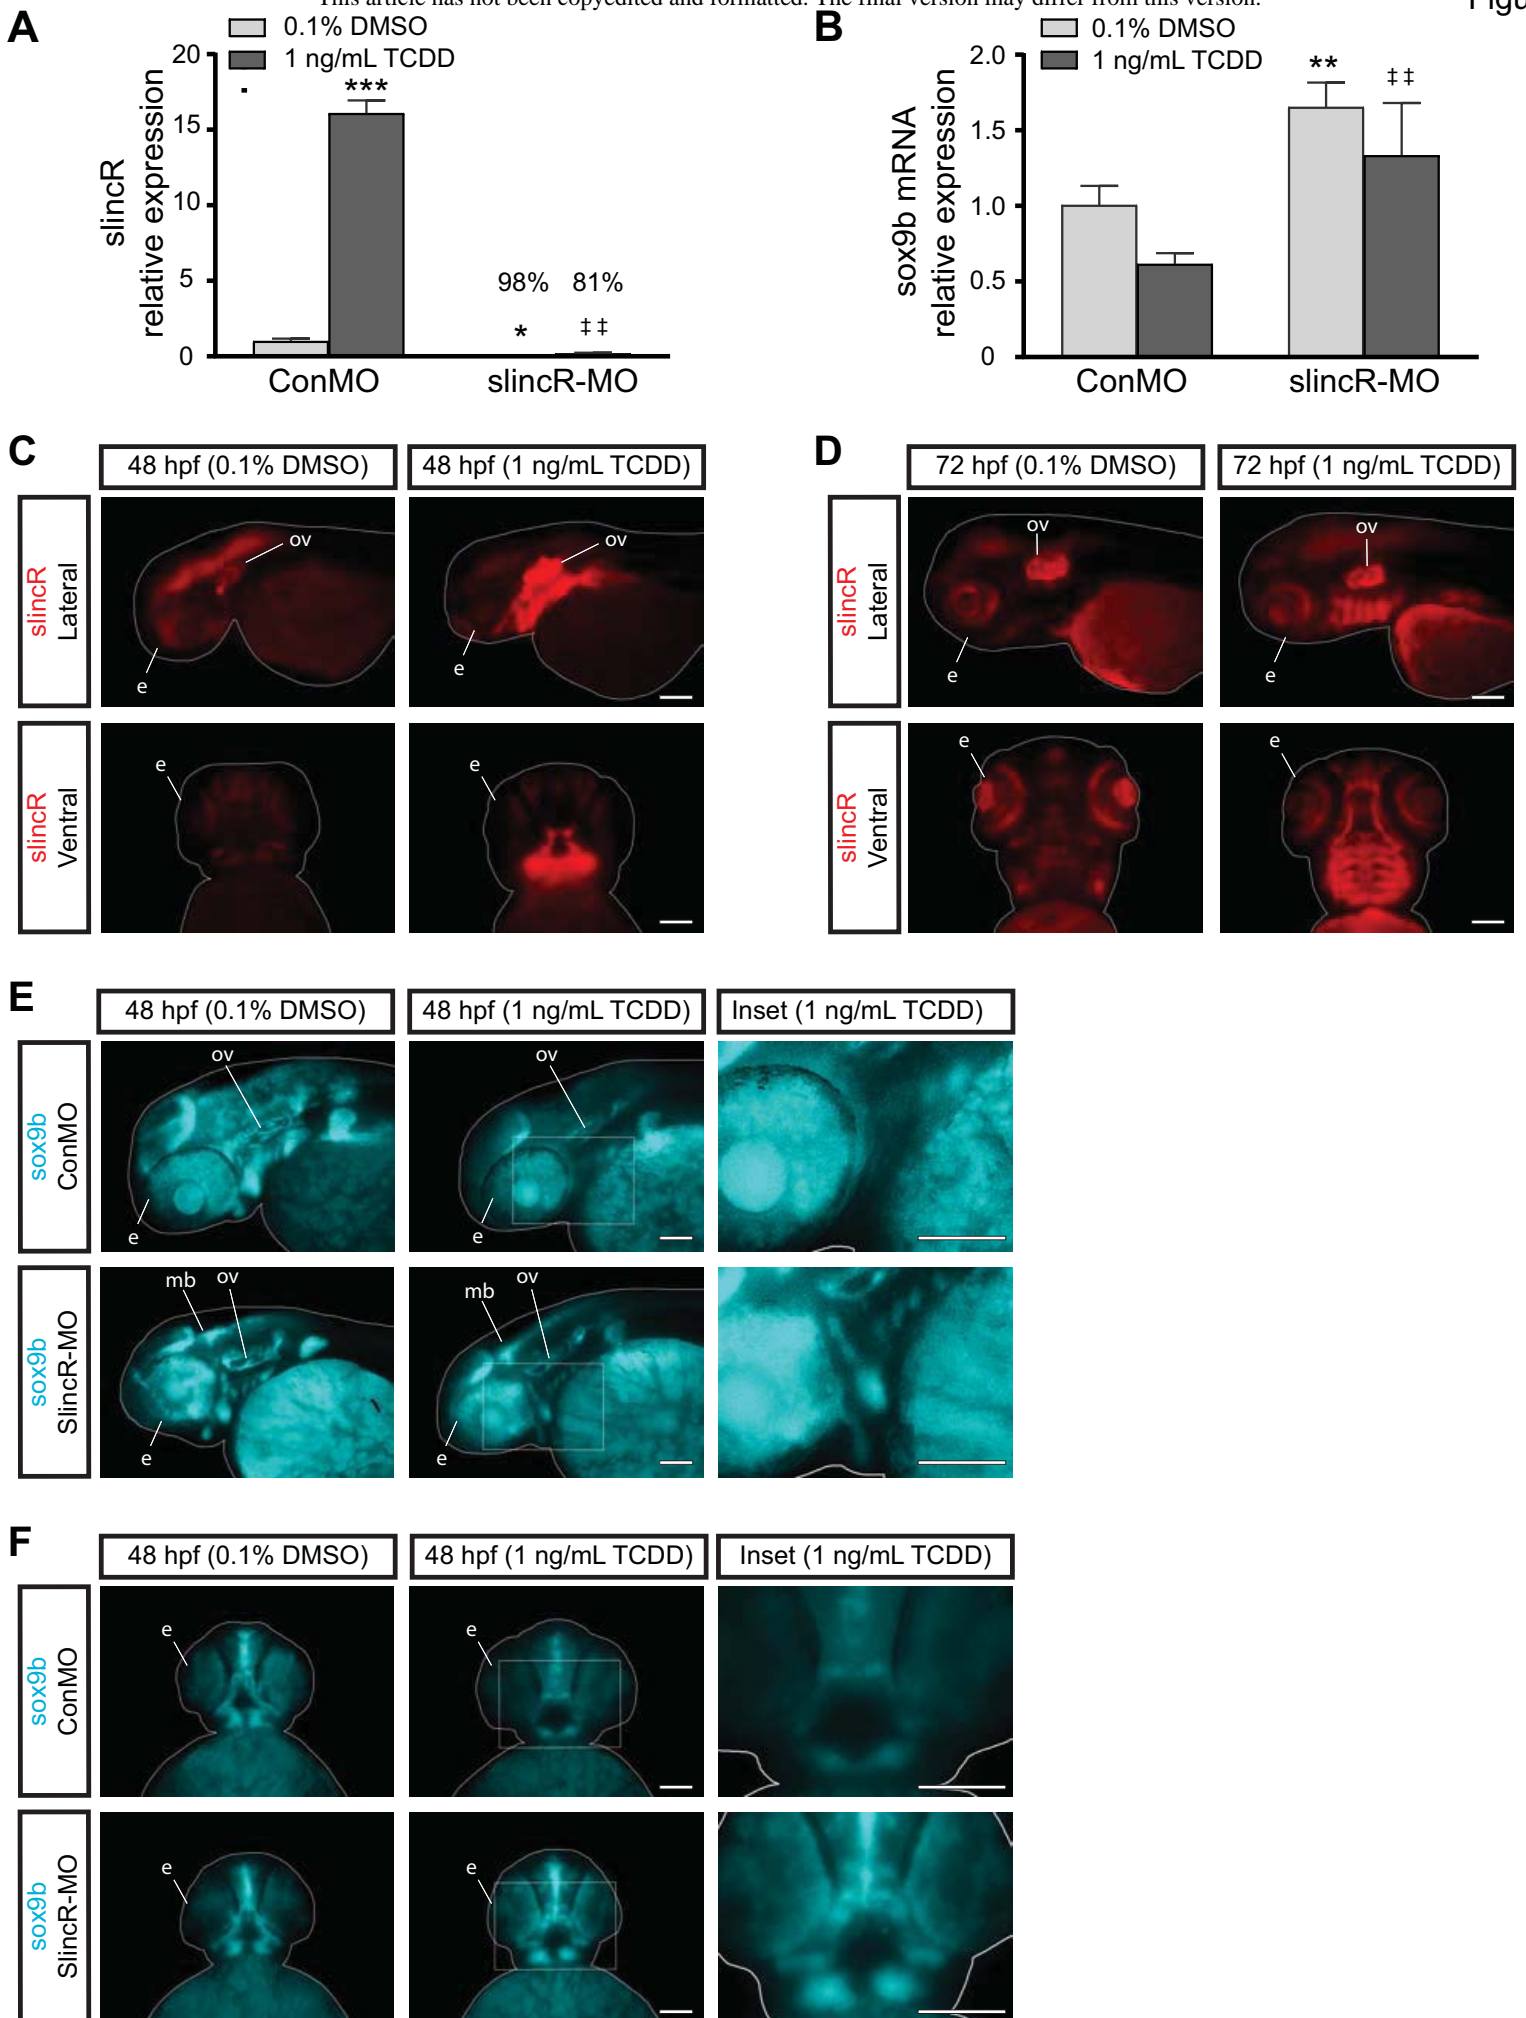 This article has not been copyedited and formatted. The final version may differ from this version.
A
0.1% DMSO
1 ng/mL TCDD
slincR
relative expression
20
15
10
5
0
***
98%
81%
*
‡‡
ConMO
slincR-MO
B
0.1% DMSO
1 ng/mL TCDD
sox9b mRNA
relative expression
2.0
1.5
1.0
0.5
0
**
‡‡
ConMO
slincR-MO
C
48 hpf (0.1% DMSO)
48 hpf (1 ng/mL TCDD)
slincR
Lateral
ov
e
ov
e
slincR
Ventral
e
e
D
72 hpf (0.1% DMSO)
72 hpf (1 ng/mL TCDD)
slincR
Lateral
ov
e
ov
e
slincR
Ventral
e
e
E
48 hpf (0.1% DMSO)
48 hpf (1 ng/mL TCDD)
Inset (1 ng/mL TCDD)
sox9b
ConMO
ov
e
ov
e
sox9b
SlincR-MO
mb
ov
e
mb
ov
e
F
48 hpf (0.1% DMSO)
48 hpf (1 ng/mL TCDD)
Inset (1 ng/mL TCDD)
sox9b
ConMO
e
e
sox9b
SlincR-MO
e
e